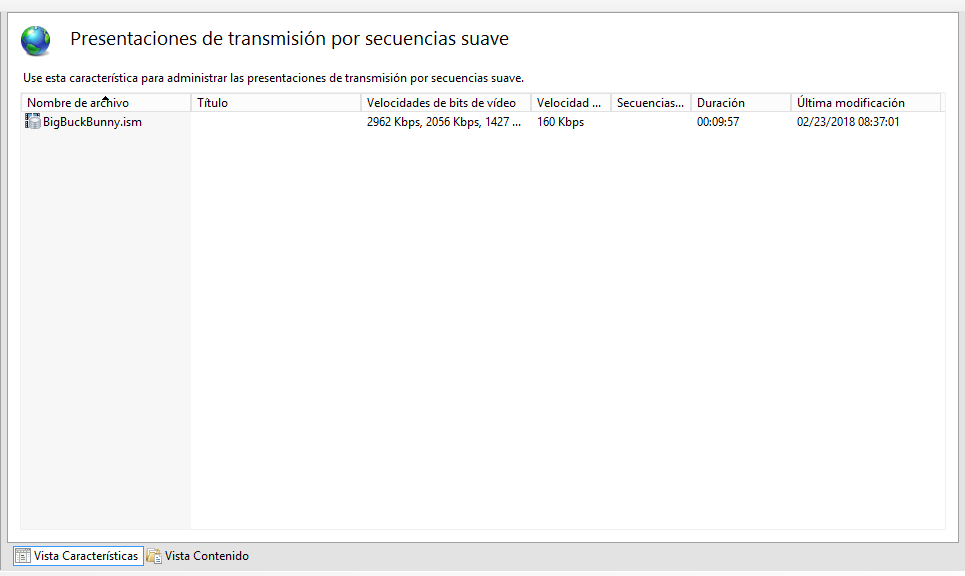 Presentaciones de transmisión por secuencias suave
Use esta característica para administrar las presentaciones de transmisión por secuencias suave.
Nombre de archivo Título Velocidades de bits de vídeo Velocidad ... Secuencias... Duración Última modificación
BigBuckBunny.ism 2962 Kbps, 2056 Kbps, 1427 ... 160 Kbps 00:09:57 02/23/2018 08:37:01
Vista Características Vista Contenido